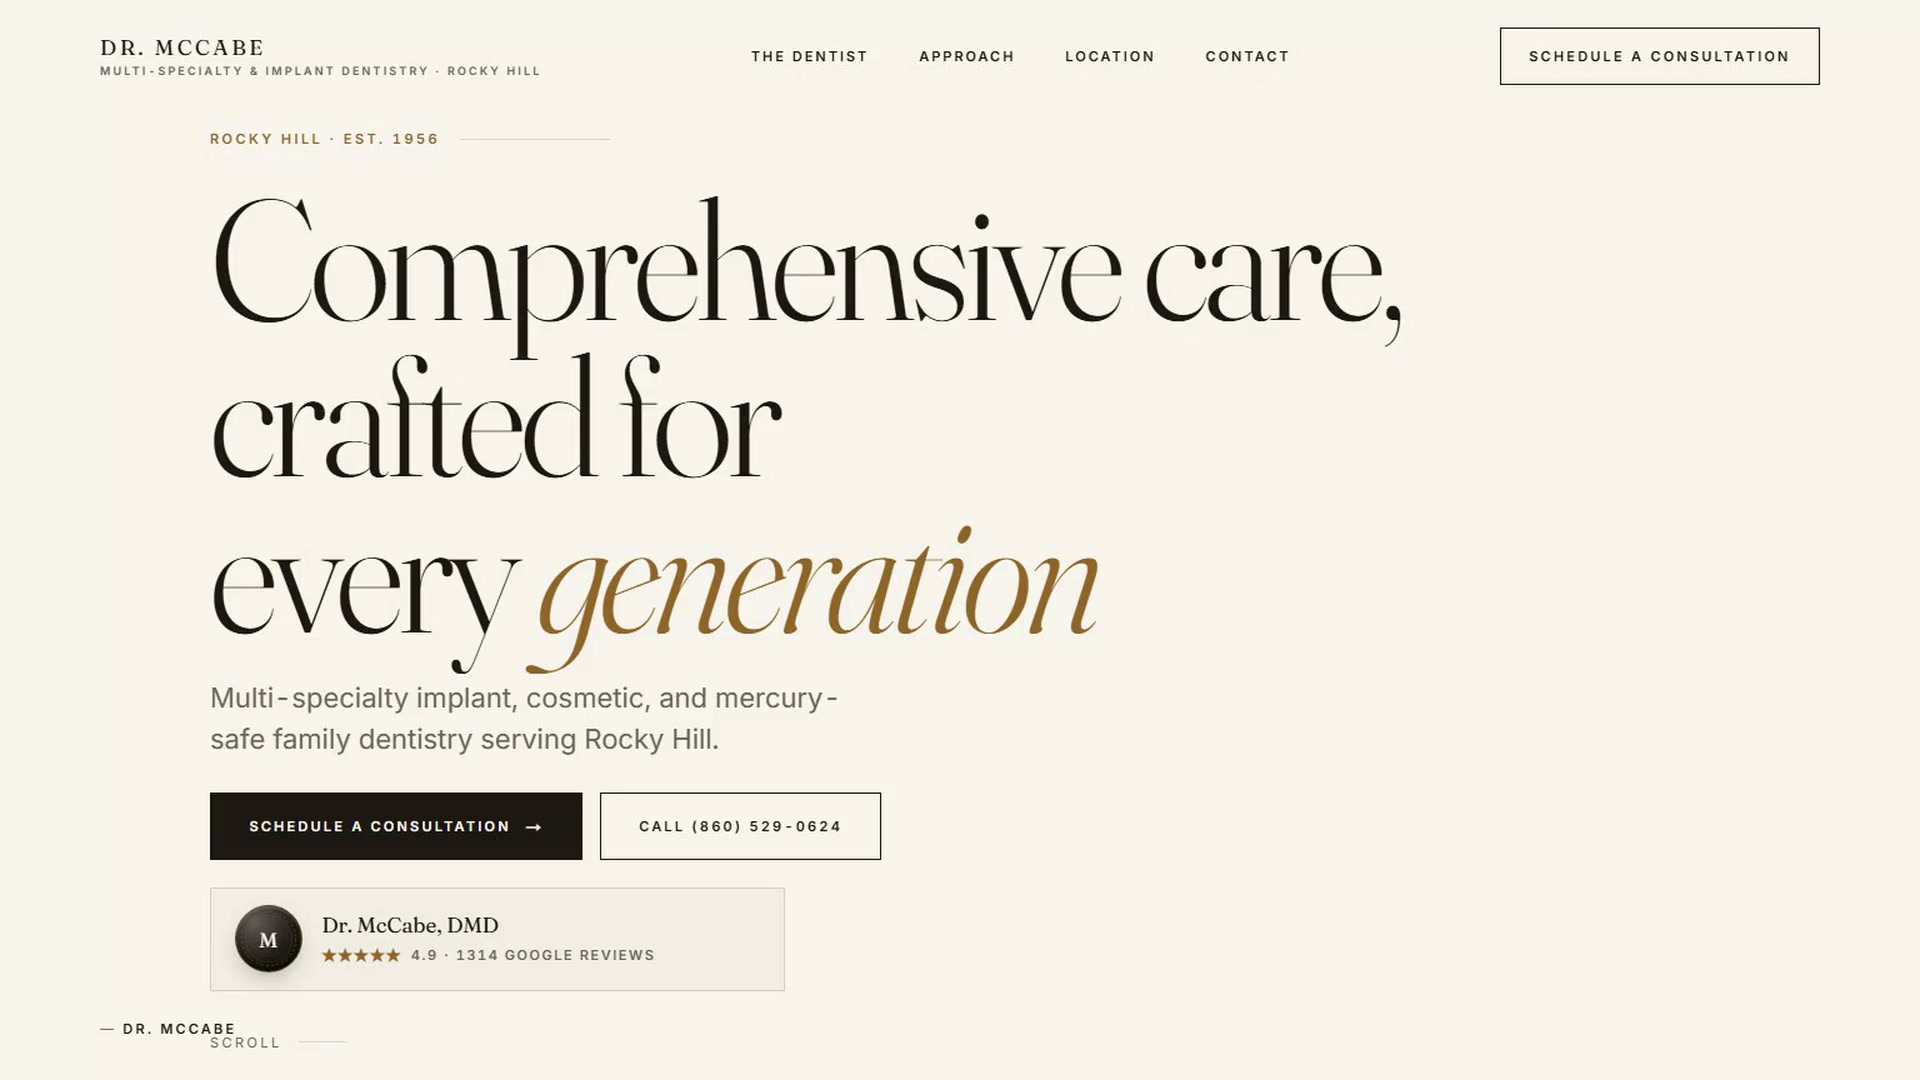 DR. MCCABE
MULTI-SPECIALTY & IMPLANT DENTISTRY · ROCKY HILL
THE DENTIST
APPROACH
LOCATION
CONTACT
SCHEDULE A CONSULTATION
ROCKY HILL · EST. 1956
Comprehensive care,
crafted for
every generation
Multi-specialty implant, cosmetic, and mercury-
safe family dentistry serving Rocky Hill.
SCHEDULE A CONSULTATION →
CALL (860) 529-0624
M
Dr. McCabe, DMD
★★★★★ 4.9 · 1314 GOOGLE REVIEWS
— DR. MCCABE
SCROLL